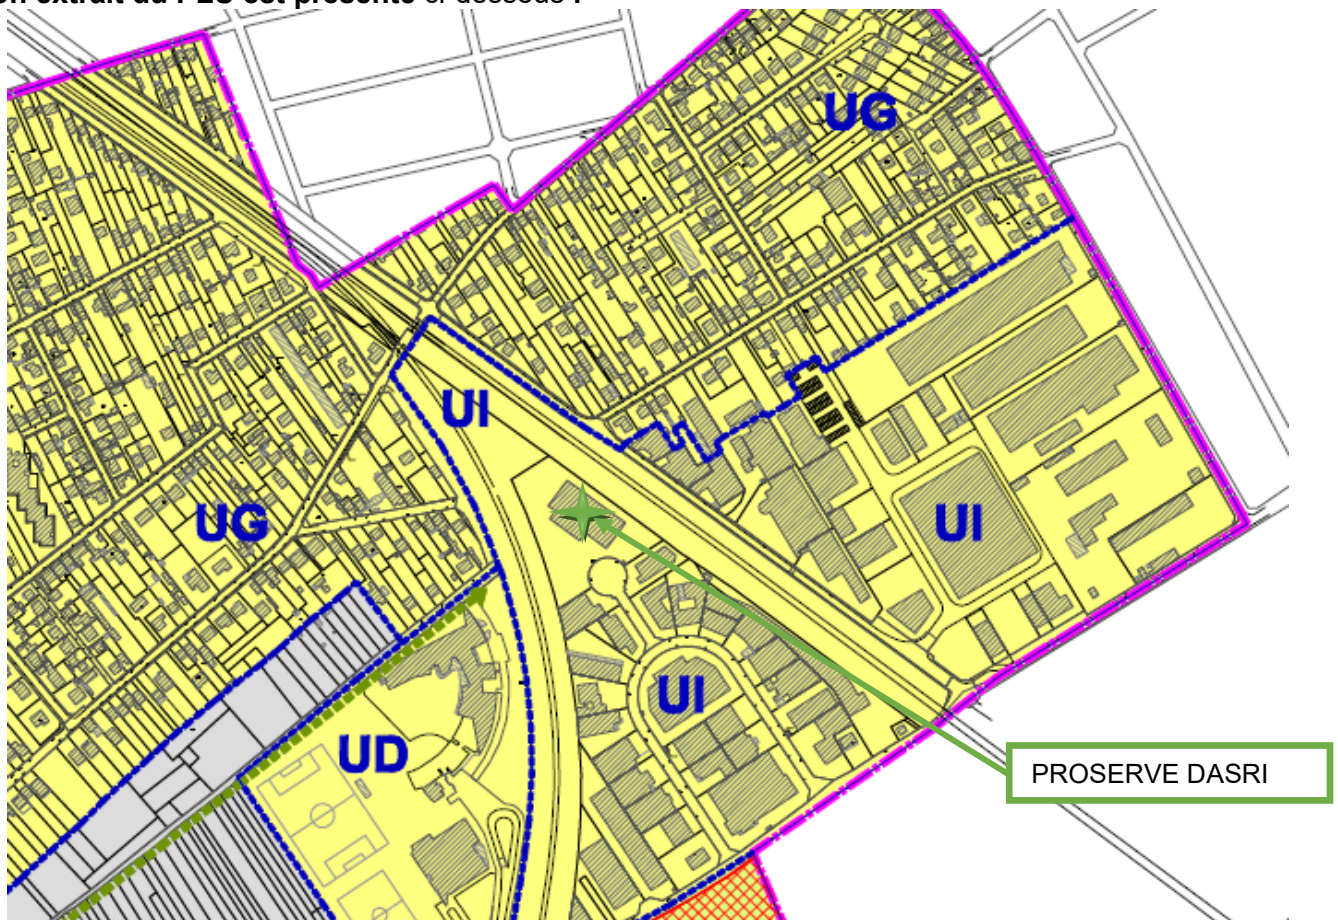 extrait du PLU est présenté ci-dessous :
UG
UI
UG
UI
UI
UD
PROSERVE DASRI